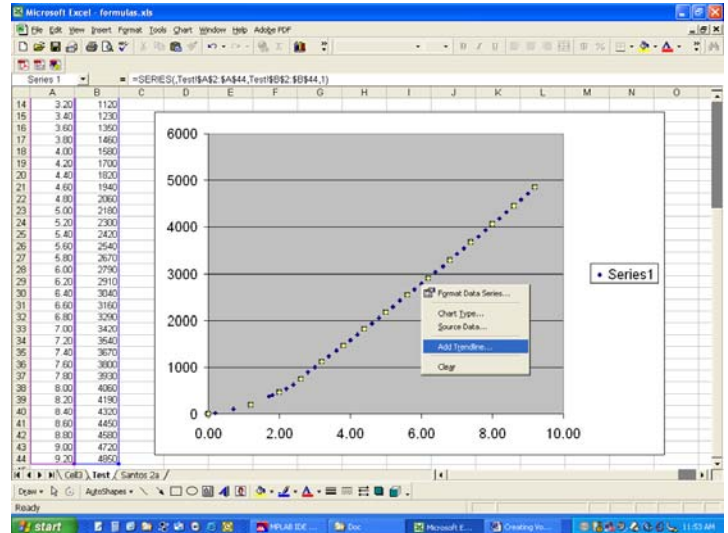 Microsoft Excel - formulas.xls
File Edit View Insert Format Tools Chart Window Help Adobe PDF
Series 1 =SERIES(,Test!$A$2:$A$44,Test!$B$2:$B$44,1)
A B C D E F G H I J K L M N O
14 3.20 1120
15 3.40 1230
16 3.60 1350
17 3.80 1460
18 4.00 1580
19 4.20 1700
20 4.40 1820
21 4.60 1940
22 4.80 2060
23 5.00 2180
24 5.20 2300
25 5.40 2420
26 5.60 2540
27 5.80 2670
28 6.00 2790
29 6.20 2910
30 6.40 3040
31 6.60 3160
32 6.80 3290
33 7.00 3420
34 7.20 3540
35 7.40 3670
36 7.60 3800
37 7.80 3930
38 8.00 4060
39 8.20 4190
40 8.40 4320
41 8.60 4450
42 8.80 4580
43 9.00 4720
44 9.20 4850
6000
5000
4000
3000
2000
1000
0
0.00 2.00 4.00 6.00 8.00 10.00
Series1
Format Data Series...
Chart Type...
Source Data...
Add Trendline...
Clear
Cell3 Test Santos 2a
Draw AutoShapes
Ready
start MPLAB IDE ... Doc Microsoft E... Creating Vo... 11:53 AM